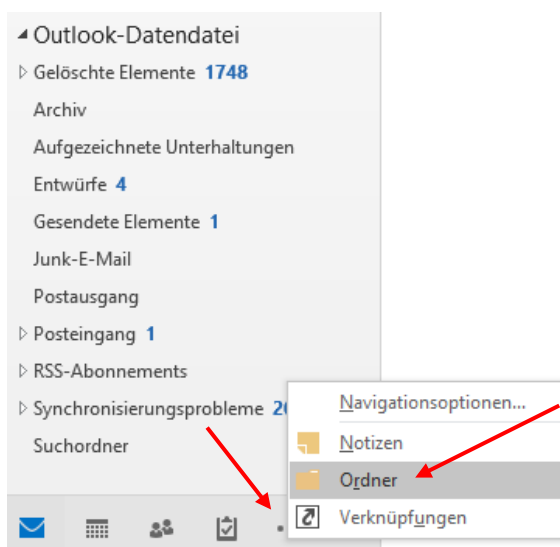 Outlook-Datendatei
Gelöschte Elemente 1748
Archiv
Aufgezeichnete Unterhaltungen
Entwürfe 4
Gesendete Elemente 1
Junk-E-Mail
Postausgang
Posteingang 1
RSS-Abonnements
Synchronisierungsprobleme
Suchordner
Navigationsoptionen...
Notizen
Ordner
Verknüpfungen